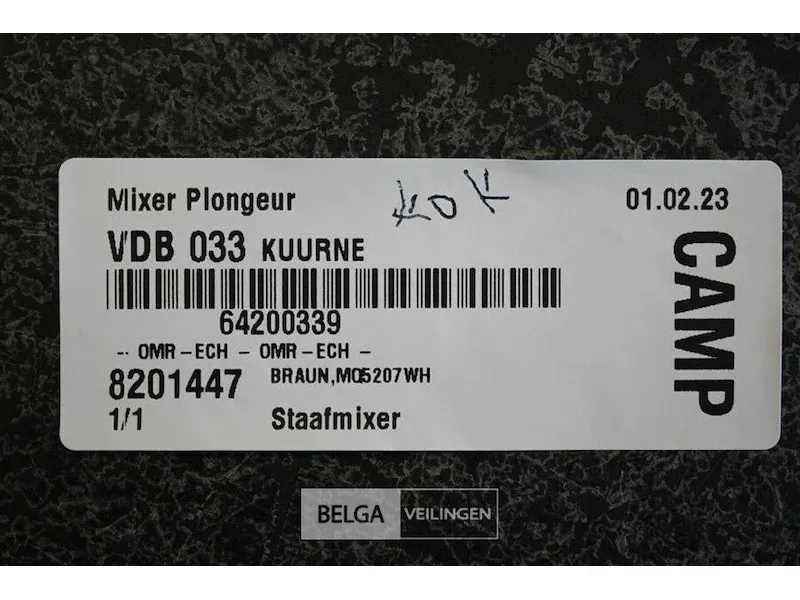 Mixer Plongeur
KOK
01.02.23
VDB 033 KUURNE
64200339
-- OMR-ECH - OMR-ECH -
8201447 BRAUN,MQ5207WH
1/1 Staafmixer
CAMP
BELGA VEILINGEN